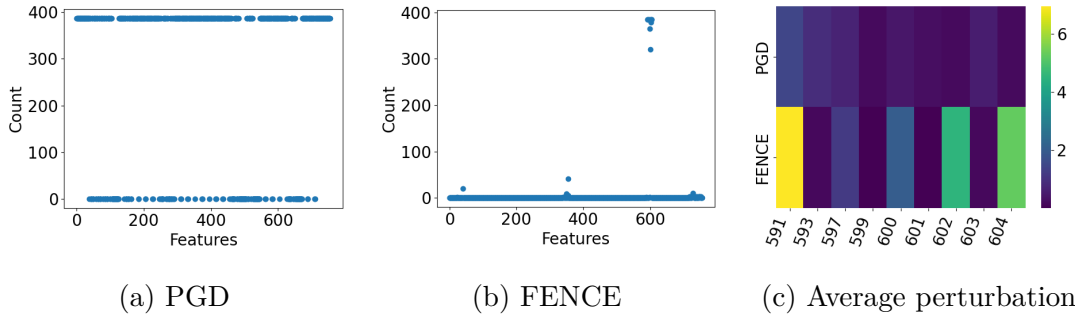 400
300
200
100
0
Count
0 200 400 600
Features
(a) PGD
400
300
200
100
0
Count
0 200 400 600
Features
(b) FENCE
PGD
FENCE
591 593 597 599 600 601 602 603 604
6
4
2
(c) Average perturbation